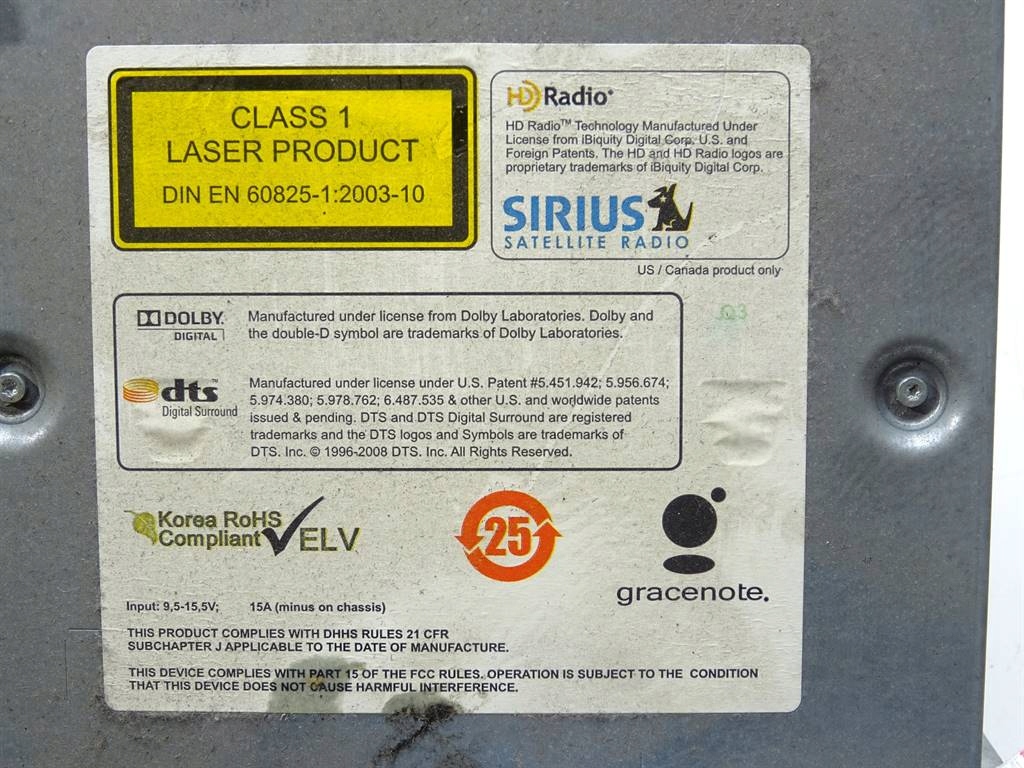 CLASS 1
LASER PRODUCT
DIN EN 60825-1:2003-10
HD Radio
HD Radio™ Technology Manufactured Under
License from iBiquity Digital Corp. U.S. and
Foreign Patents. The HD and HD Radio logos are
proprietary trademarks of iBiquity Digital Corp.
SIRIUS
SATELLITE RADIO
US / Canada product only
DOLBY.
DIGITAL
Manufactured under license from Dolby Laboratories. Dolby and
the double-D symbol are trademarks of Dolby Laboratories.
Q3
dts
Digital Surround
Manufactured under license under U.S. Patent #5.451.942; 5.956.674;
5.974.380; 5.978.762; 6.487.535 & other U.S. and worldwide patents
issued & pending. DTS and DTS Digital Surround are registered
trademarks and the DTS logos and Symbols are trademarks of
DTS. Inc. © 1996-2008 DTS. Inc. All Rights Reserved.
Korea RoHS
Compliant
ELV
25
gracenote.
Input: 9,5-15,5V; 15A (minus on chassis)
THIS PRODUCT COMPLIES WITH DHHS RULES 21 CFR
SUBCHAPTER J APPLICABLE TO THE DATE OF MANUFACTURE.
THIS DEVICE COMPLIES WITH PART 15 OF THE FCC RULES. OPERATION IS SUBJECT TO THE CONDITION
THAT THIS DEVICE DOES NOT CAUSE HARMFUL INTERFERENCE.